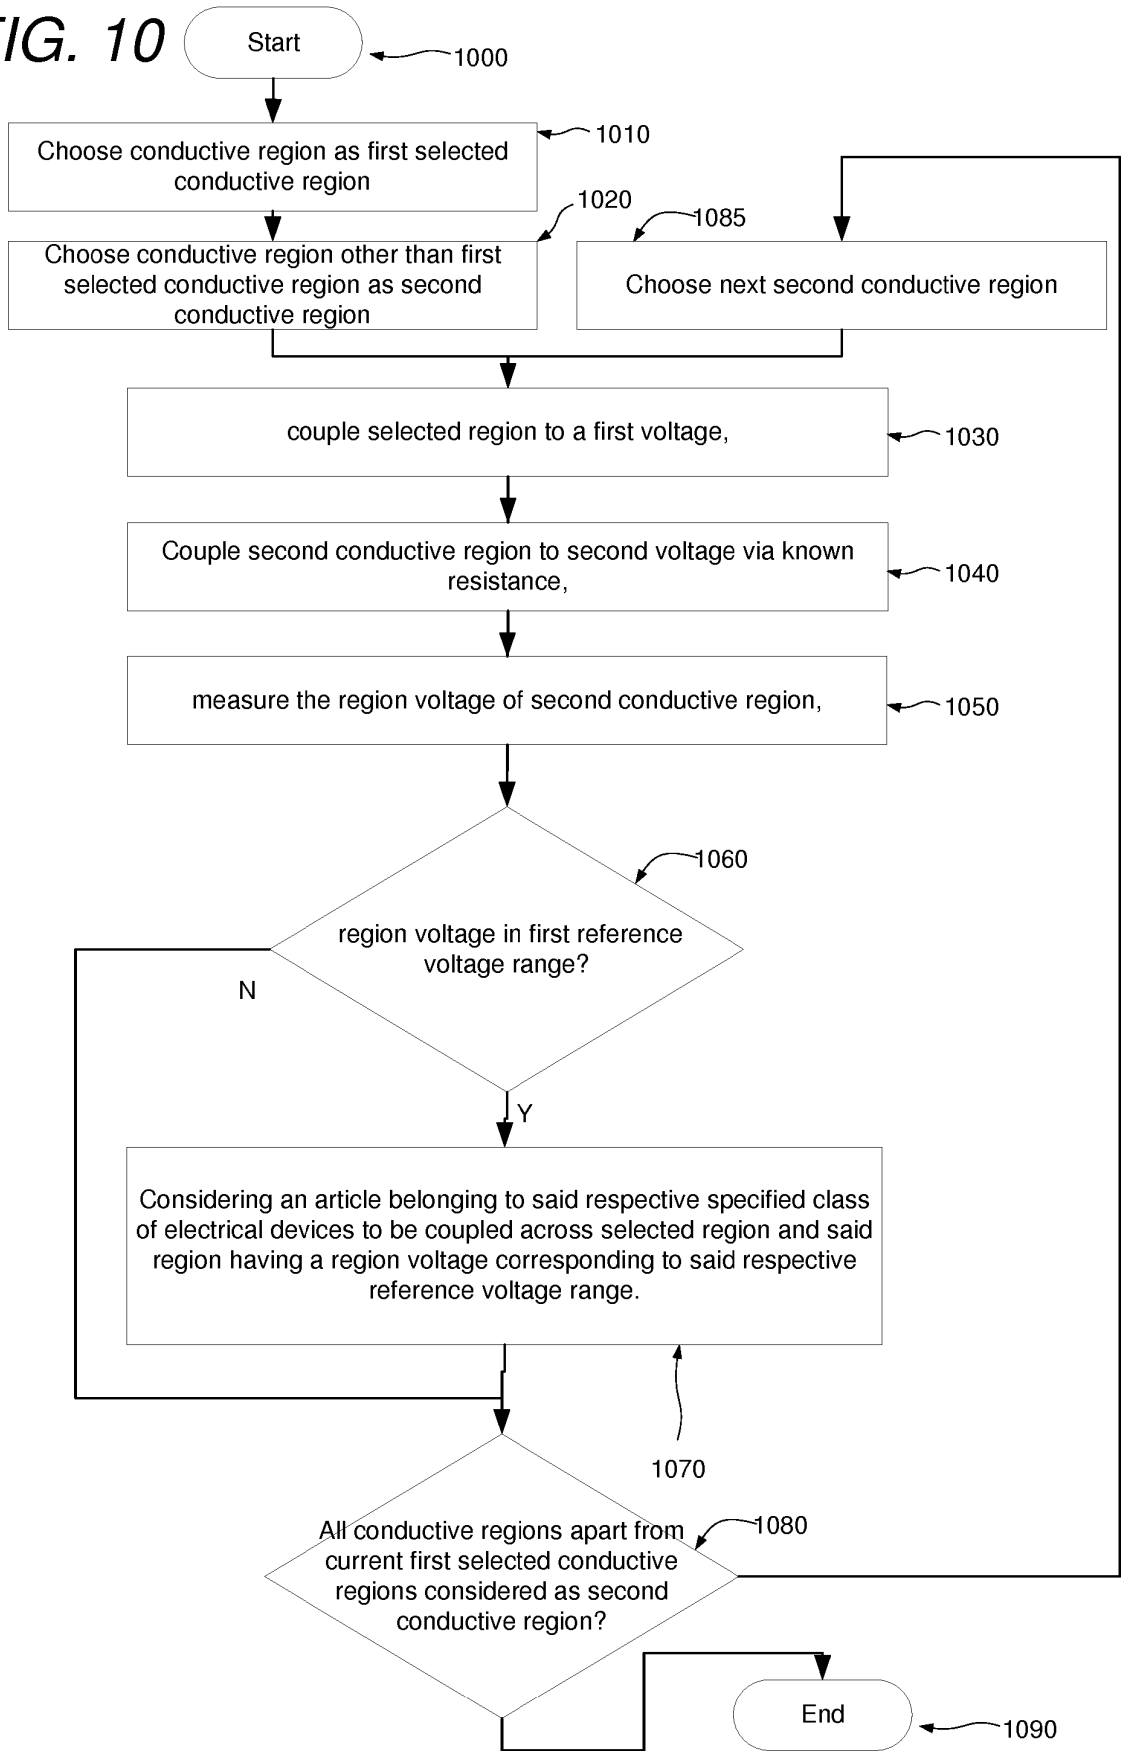 FIG. 10
Start
1000
Choose conductive region as first selected
conductive region
1010
Choose conductive region other than first
selected conductive region as second
conductive region
1020
1085
Choose next second conductive region
couple selected region to a first voltage,
1030
Couple second conductive region to second voltage via known
resistance,
1040
measure the region voltage of second conductive region,
1050
1060
region voltage in first reference
voltage range?
N
Y
Considering an article belonging to said respective specified class
of electrical devices to be coupled across selected region and said
region having a region voltage corresponding to said respective
reference voltage range.
1070
All conductive regions apart from
current first selected conductive
regions considered as second
conductive region?
1080
End
1090